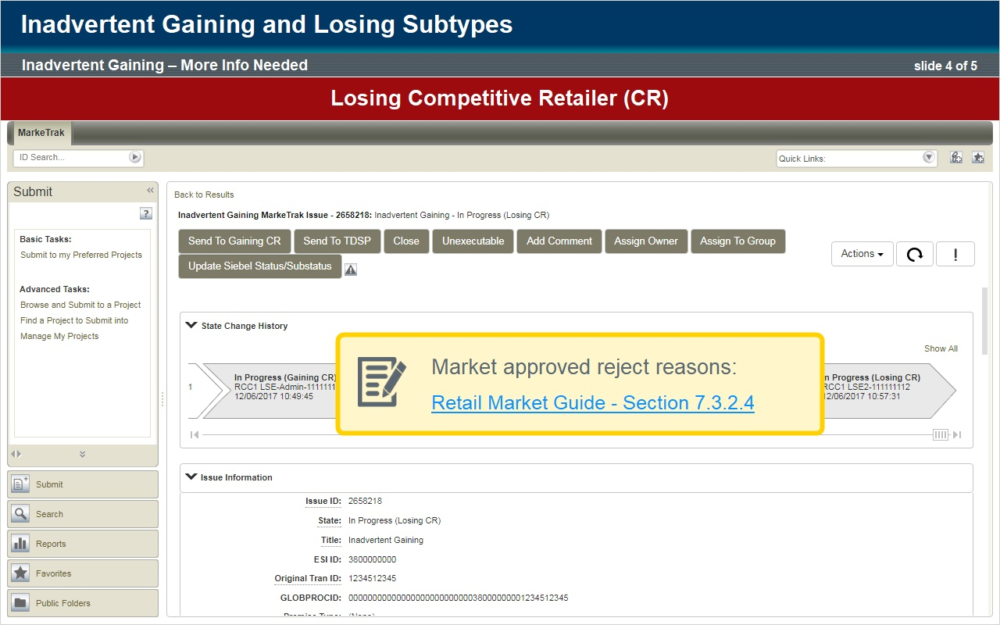 Inadvertent Gaining and Losing Subtypes
Inadvertent Gaining – More Info Needed
slide 4 of 5
Losing Competitive Retailer (CR)
MarkeTrak
ID Search...
Quick Links:
Submit
?
Basic Tasks:
Submit to my Preferred Projects
Advanced Tasks:
Browse and Submit to a Project
Find a Project to Submit into
Manage My Projects
Submit
Search
Reports
Favorites
Public Folders
Back to Results
Inadvertent Gaining MarkeTrak Issue - 2658218: Inadvertent Gaining - In Progress (Losing CR)
Send To Gaining CR
Send To TDSP
Close
Unexecutable
Add Comment
Assign Owner
Assign To Group
Update Siebel Status/Substatus
Actions
!
State Change History
Show All
1
In Progress (Gaining CR)
RCC1 LSE-Admin-1111111
12/06/2017 10:49:45
Market approved reject reasons:
Retail Market Guide - Section 7.3.2.4
In Progress (Losing CR)
RCC1 LSE2-111111112
12/06/2017 10:57:31
Issue Information
Issue ID: 2658218
State: In Progress (Losing CR)
Title: Inadvertent Gaining
ESI ID: 3800000000
Original Tran ID: 1234512345